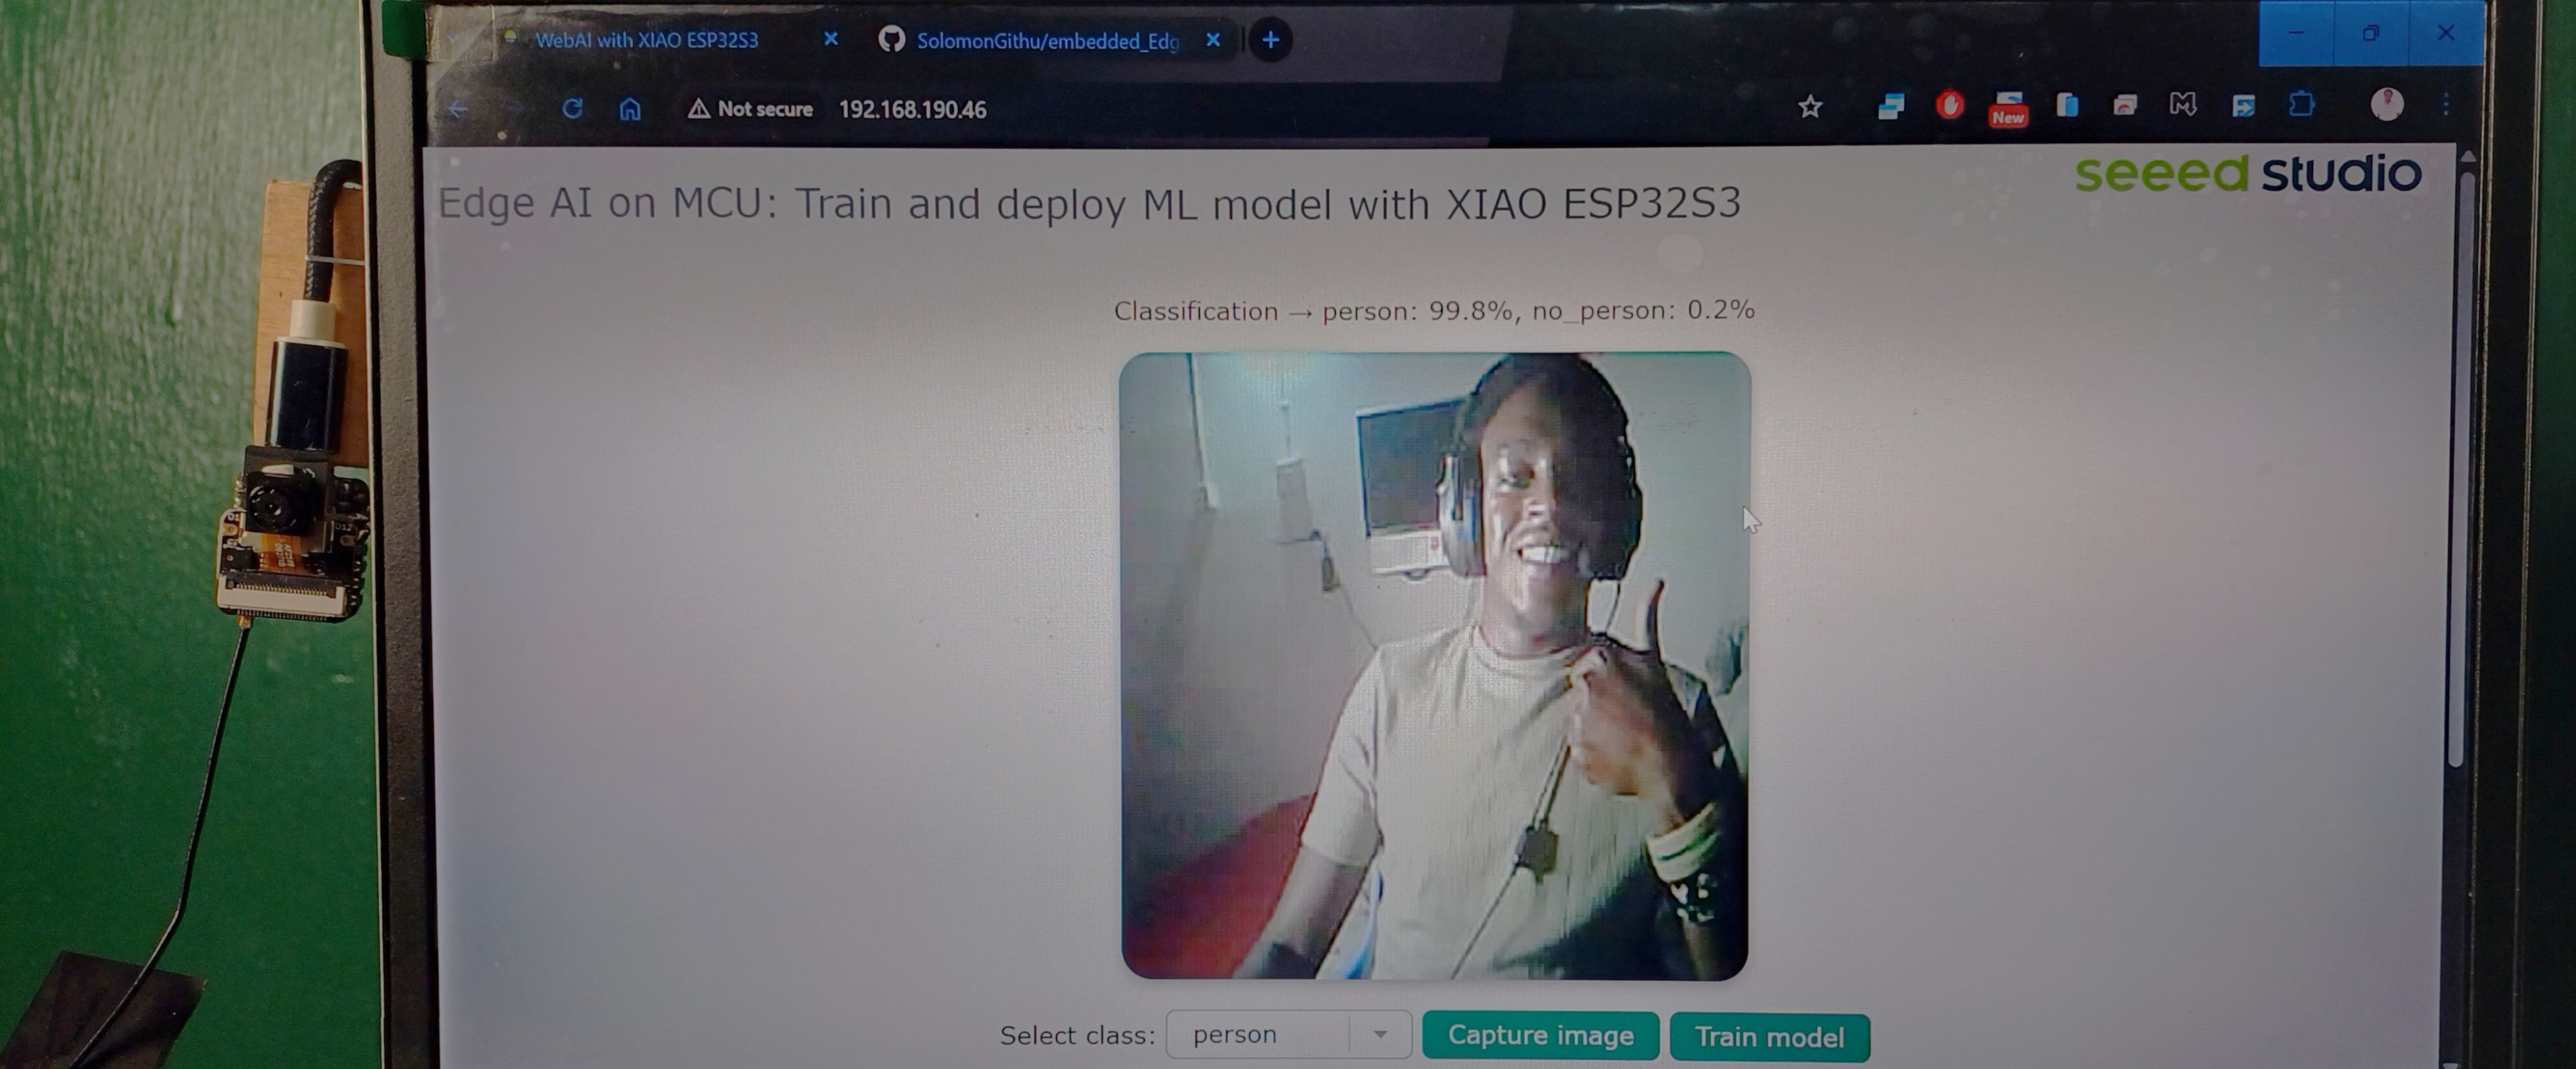 WebAI with XIAO ESP32S3
SolomonGithu/embedded_Edg
Not secure 192.168.190.46
New
seeed studio
Edge AI on MCU: Train and deploy ML model with XIAO ESP32S3
Classification → person: 99.8%, no_person: 0.2%
Select class: person Capture image Train model